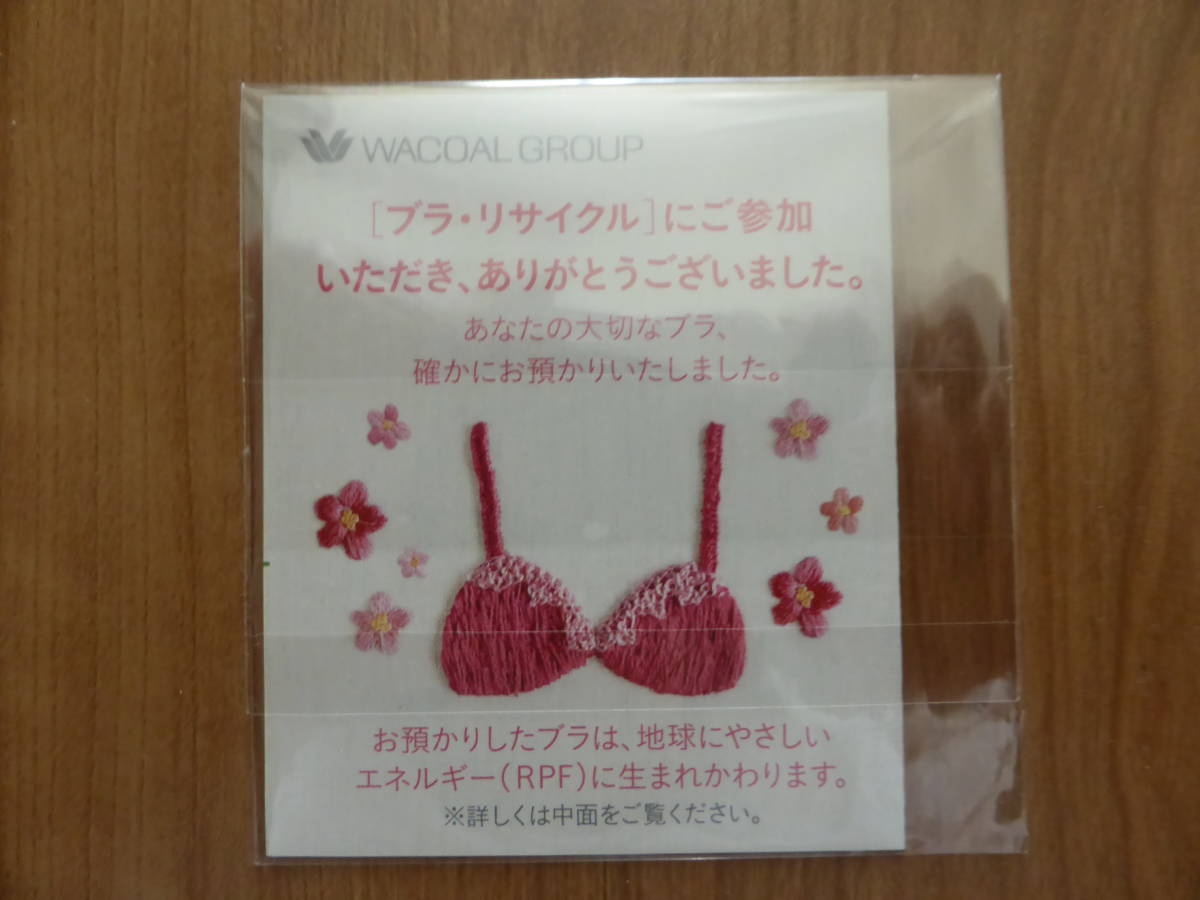 WACOAL GROUP
[ブラ・リサイクル]にご参加
いただき、ありがとうございました。
あなたの大切なブラ、
確かにお預かりいたしました。
お預かりしたブラは、地球にやさしい
エネルギー(RPF)に生まれかわります。
※詳しくは中面をご覧ください。